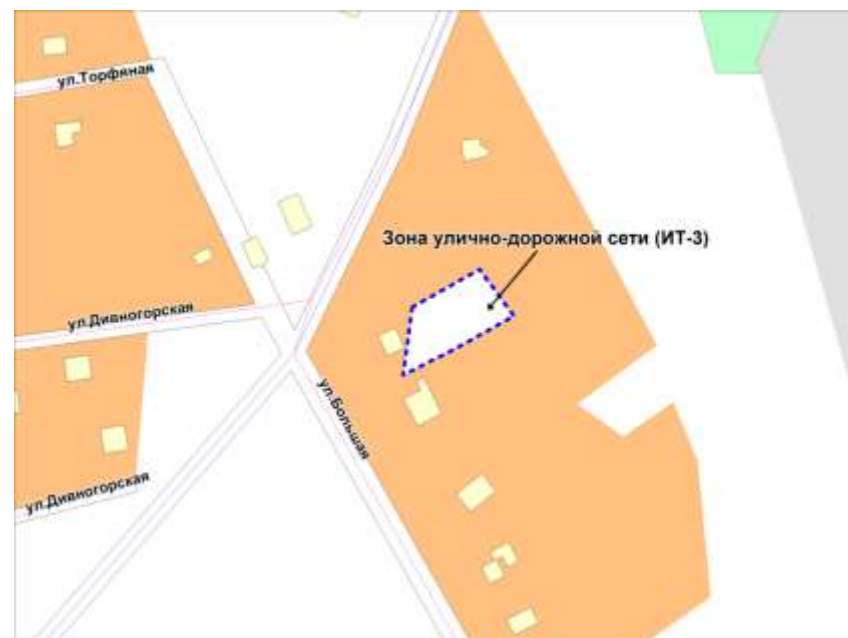 ул.Торфяная
Зона улично-дорожной сети (ИТ-3)
ул.Дивногорская
ул.Большая
ул.Дивногорская